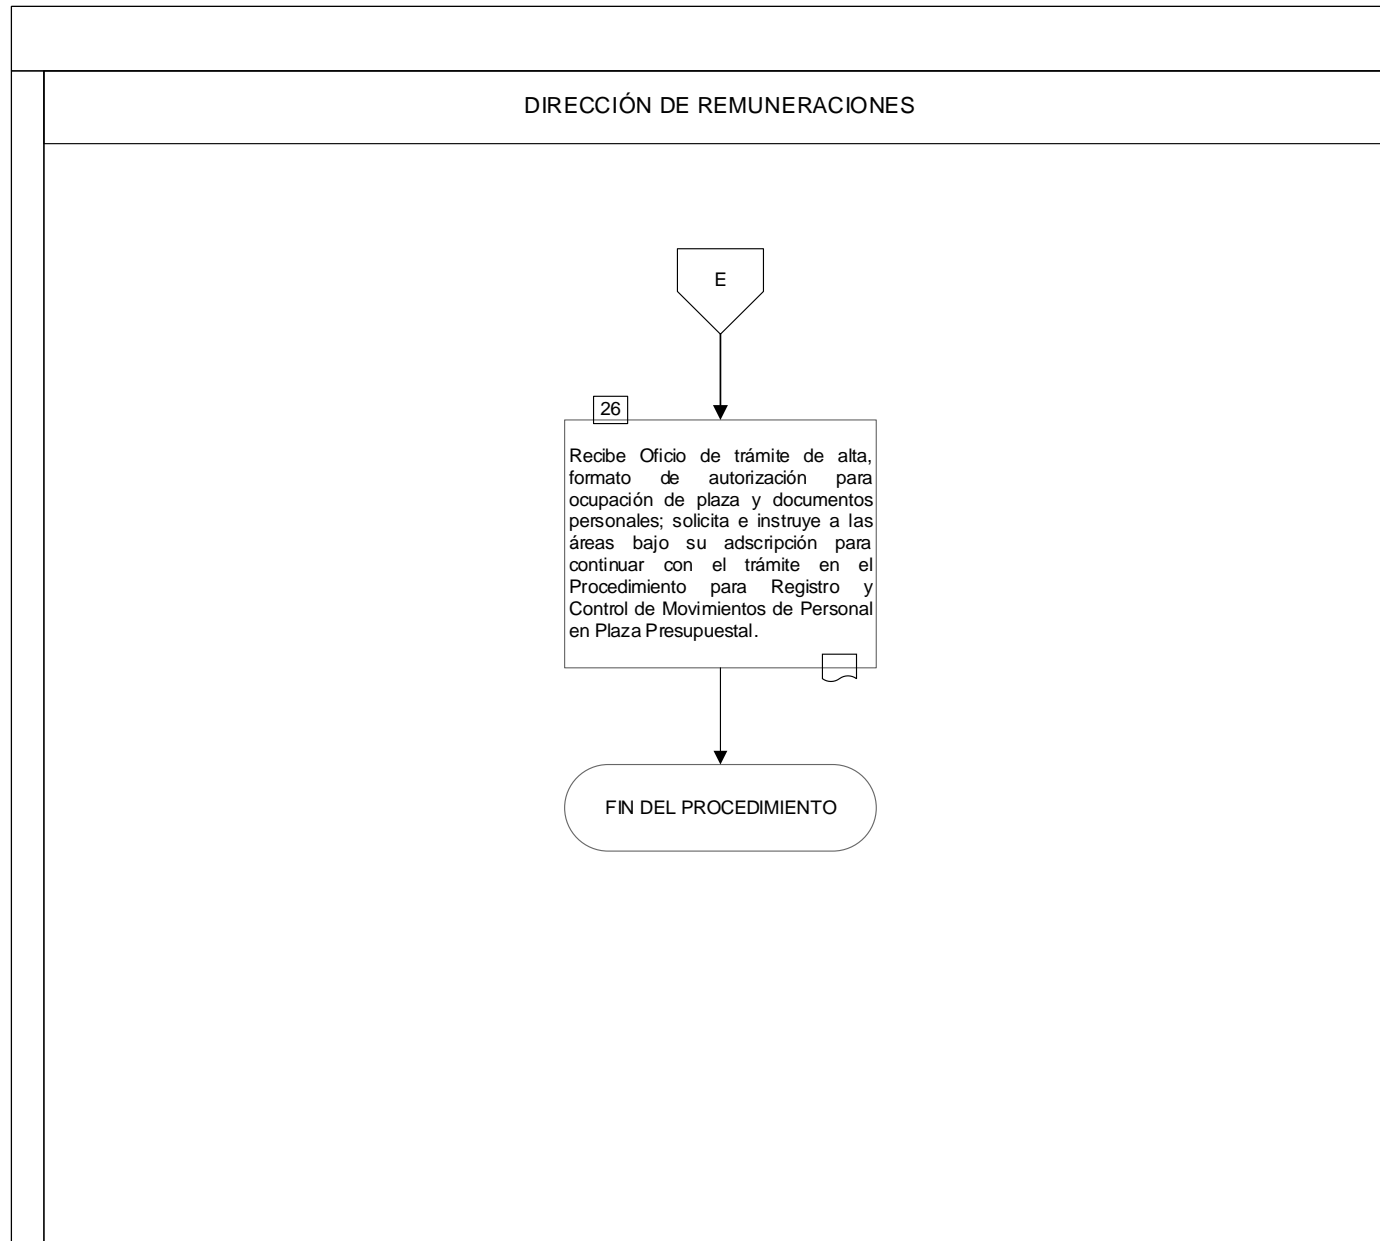 DIRECCIÓN DE REMUNERACIONES
E
26
Recibe Oficio de trámite de alta,
formato de autorización para
ocupación de plaza y documentos
personales; solicita e instruye a las
áreas bajo su adscripción para
continuar con el trámite en el
Procedimiento para Registro y
Control de Movimientos de Personal
en Plaza Presupuestal.
FIN DEL PROCEDIMIENTO